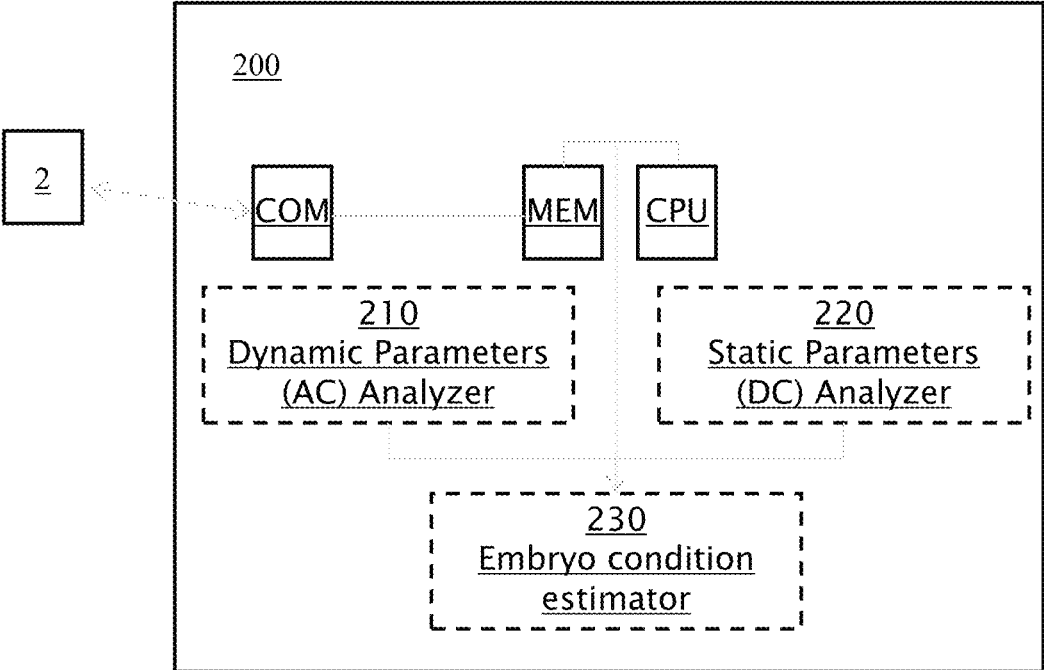 200
2
COM
MEM
CPU
210
Dynamic Parameters
(AC) Analyzer
220
Static Parameters
(DC) Analyzer
230
Embryo condition
estimator